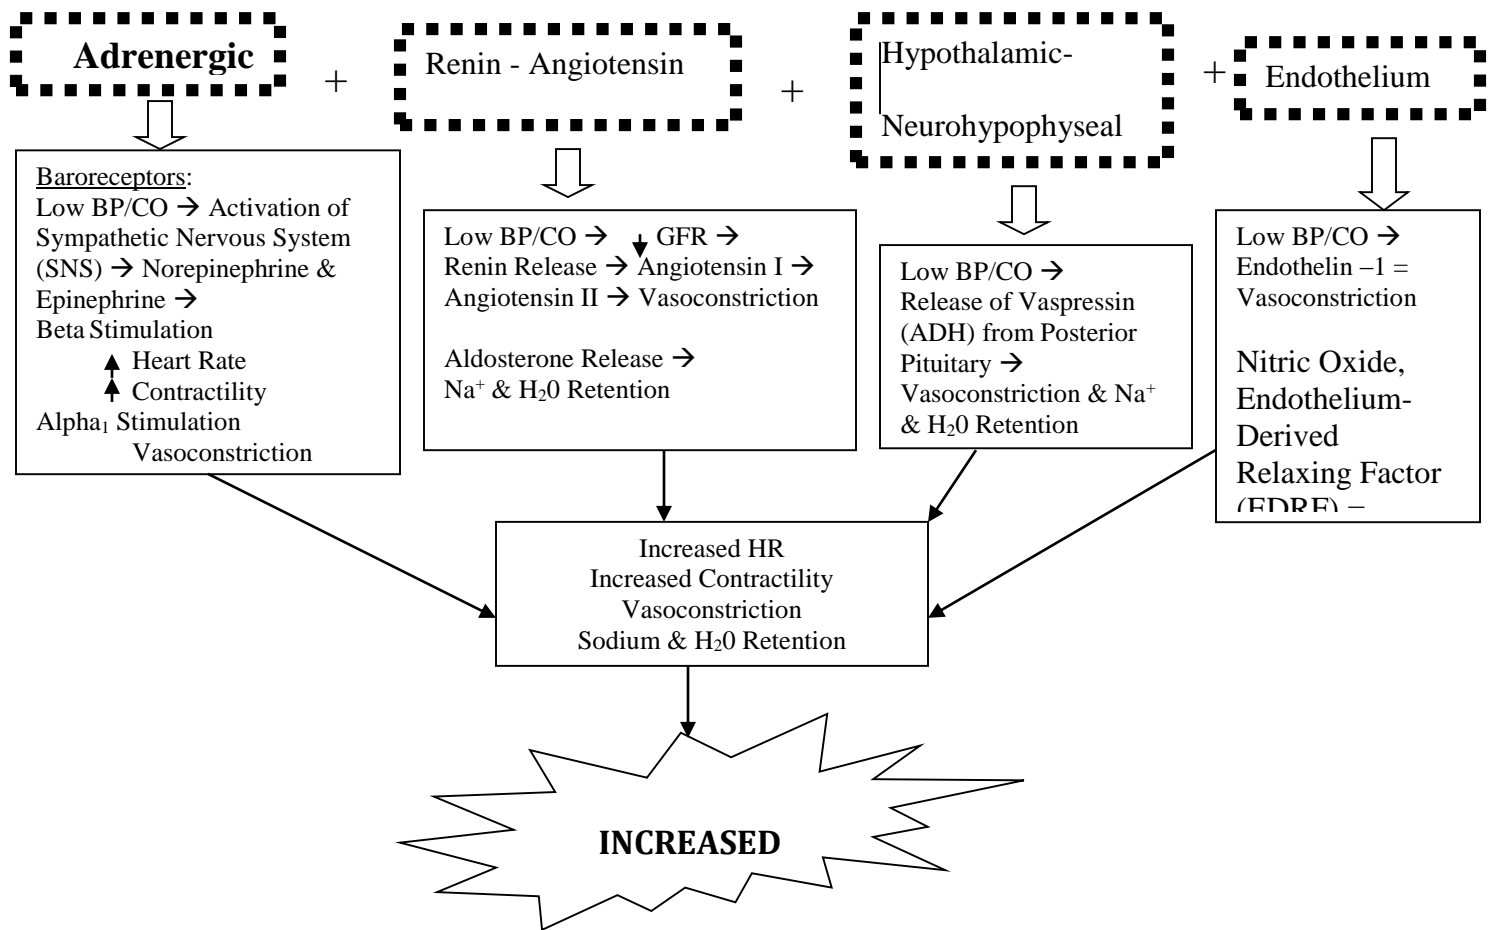 Adrenergic
+
Renin - Angiotensin
+
Hypothalamic-
Neurohypophyseal
+
Endothelium
Baroreceptors:
Low BP/CO → Activation of
Sympathetic Nervous System
(SNS) → Norepinephrine &
Epinephrine →
Beta Stimulation
Heart Rate
Contractility
Alpha₁ Stimulation
Vasoconstriction
Low BP/CO → GFR →
Renin Release → Angiotensin I →
Angiotensin II → Vasoconstriction
Aldosterone Release →
Na⁺ & H₂0 Retention
Low BP/CO →
Release of Vaspressin
(ADH) from Posterior
Pituitary →
Vasoconstriction & Na⁺
& H₂0 Retention
Low BP/CO →
Endothelin –1 =
Vasoconstriction
Nitric Oxide,
Endothelium-
Derived
Relaxing Factor
(EDRF) =
Increased HR
Increased Contractility
Vasoconstriction
Sodium & H₂0 Retention
INCREASED